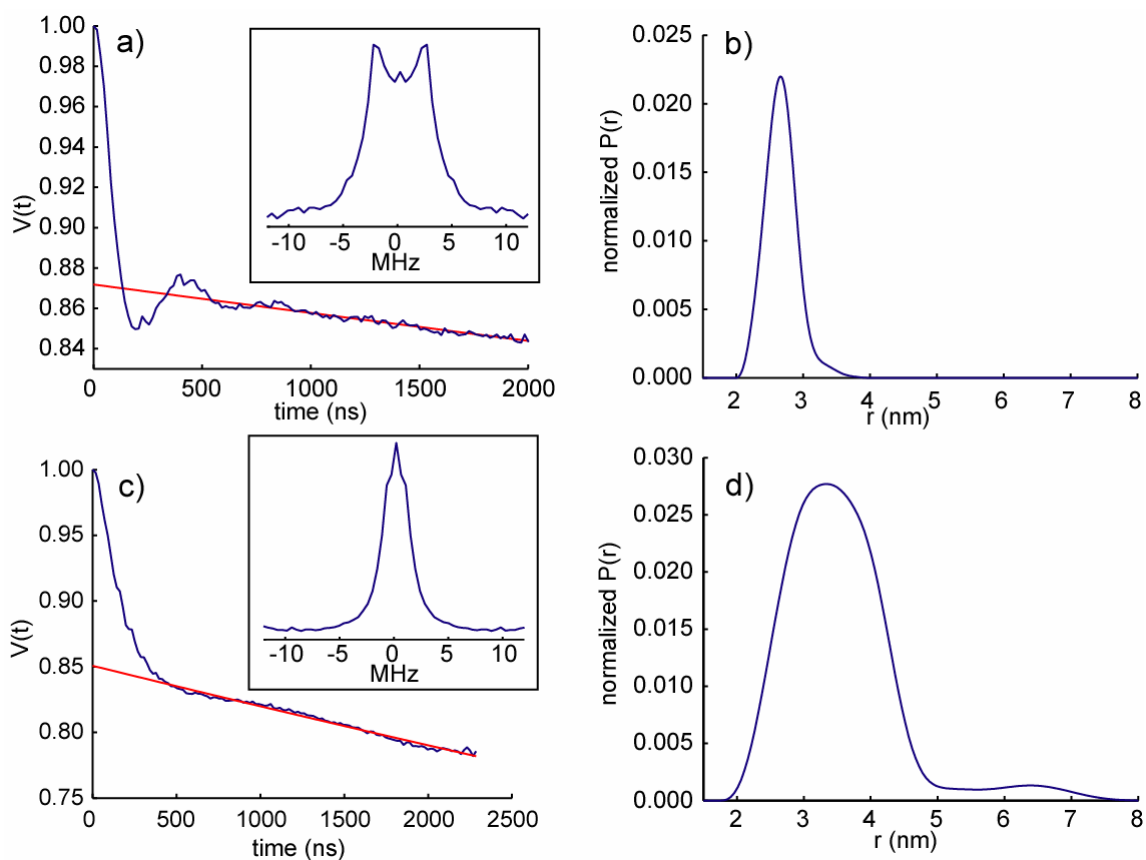 a)
V(t)
1.00
0.98
0.96
0.94
0.92
0.90
0.88
0.86
0.84
0 500 1000 1500 2000
time (ns)
-10 -5 0 5 10
MHz
b)
normalized P(r)
0.025
0.020
0.015
0.010
0.005
0.000
2 3 4 5 6 7 8
r (nm)
c)
V(t)
1.00
0.95
0.90
0.85
0.80
0.75
0 500 1000 1500 2000 2500
time (ns)
-10 -5 0 5 10
MHz
d)
normalized P(r)
0.030
0.025
0.020
0.015
0.010
0.005
0.000
2 3 4 5 6 7 8
r (nm)